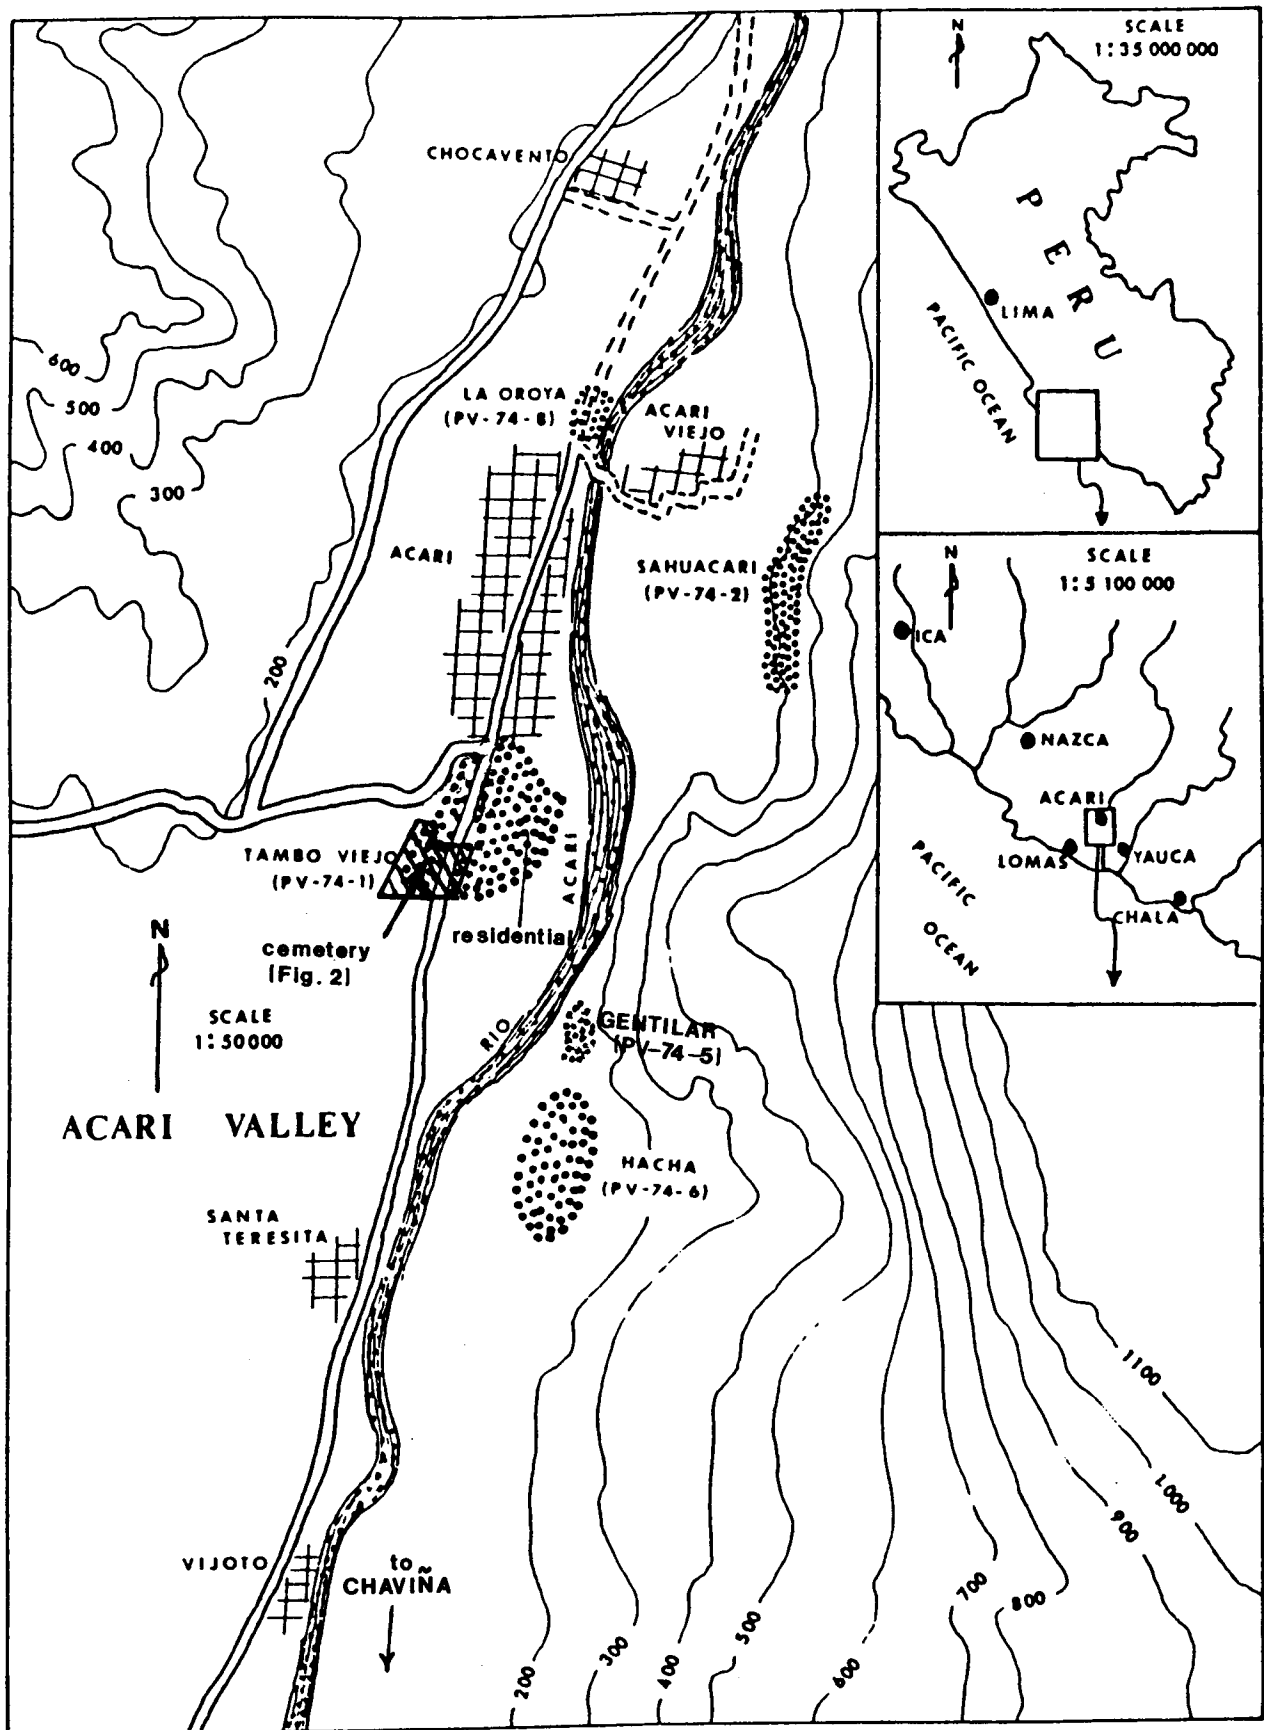 CHOCAVENTO
600
500
400
300
LA OROYA
(PV-74-8)
ACARI
VIEJO
ACARI
SAHUACARI
(PV-74-2)
200
TAMBO VIEJO
(PV-74-1)
ACARI
residential
cemetery
(Fig. 2)
N
SCALE
1:50000
RIO
GENTILAR
(PV-74-5)
ACARI VALLEY
HACHA
(PV-74-6)
SANTA
TERESITA
VIJOTO
to
CHAVIÑA
200
300
400
500
600
700
800
900
1000
1100
N
SCALE
1:35 000 000
PERU
LIMA
PACIFIC OCEAN
N
SCALE
1:5 100 000
ICA
NAZCA
ACARI
LOMAS
YAUCA
CHALA
PACIFIC
OCEAN